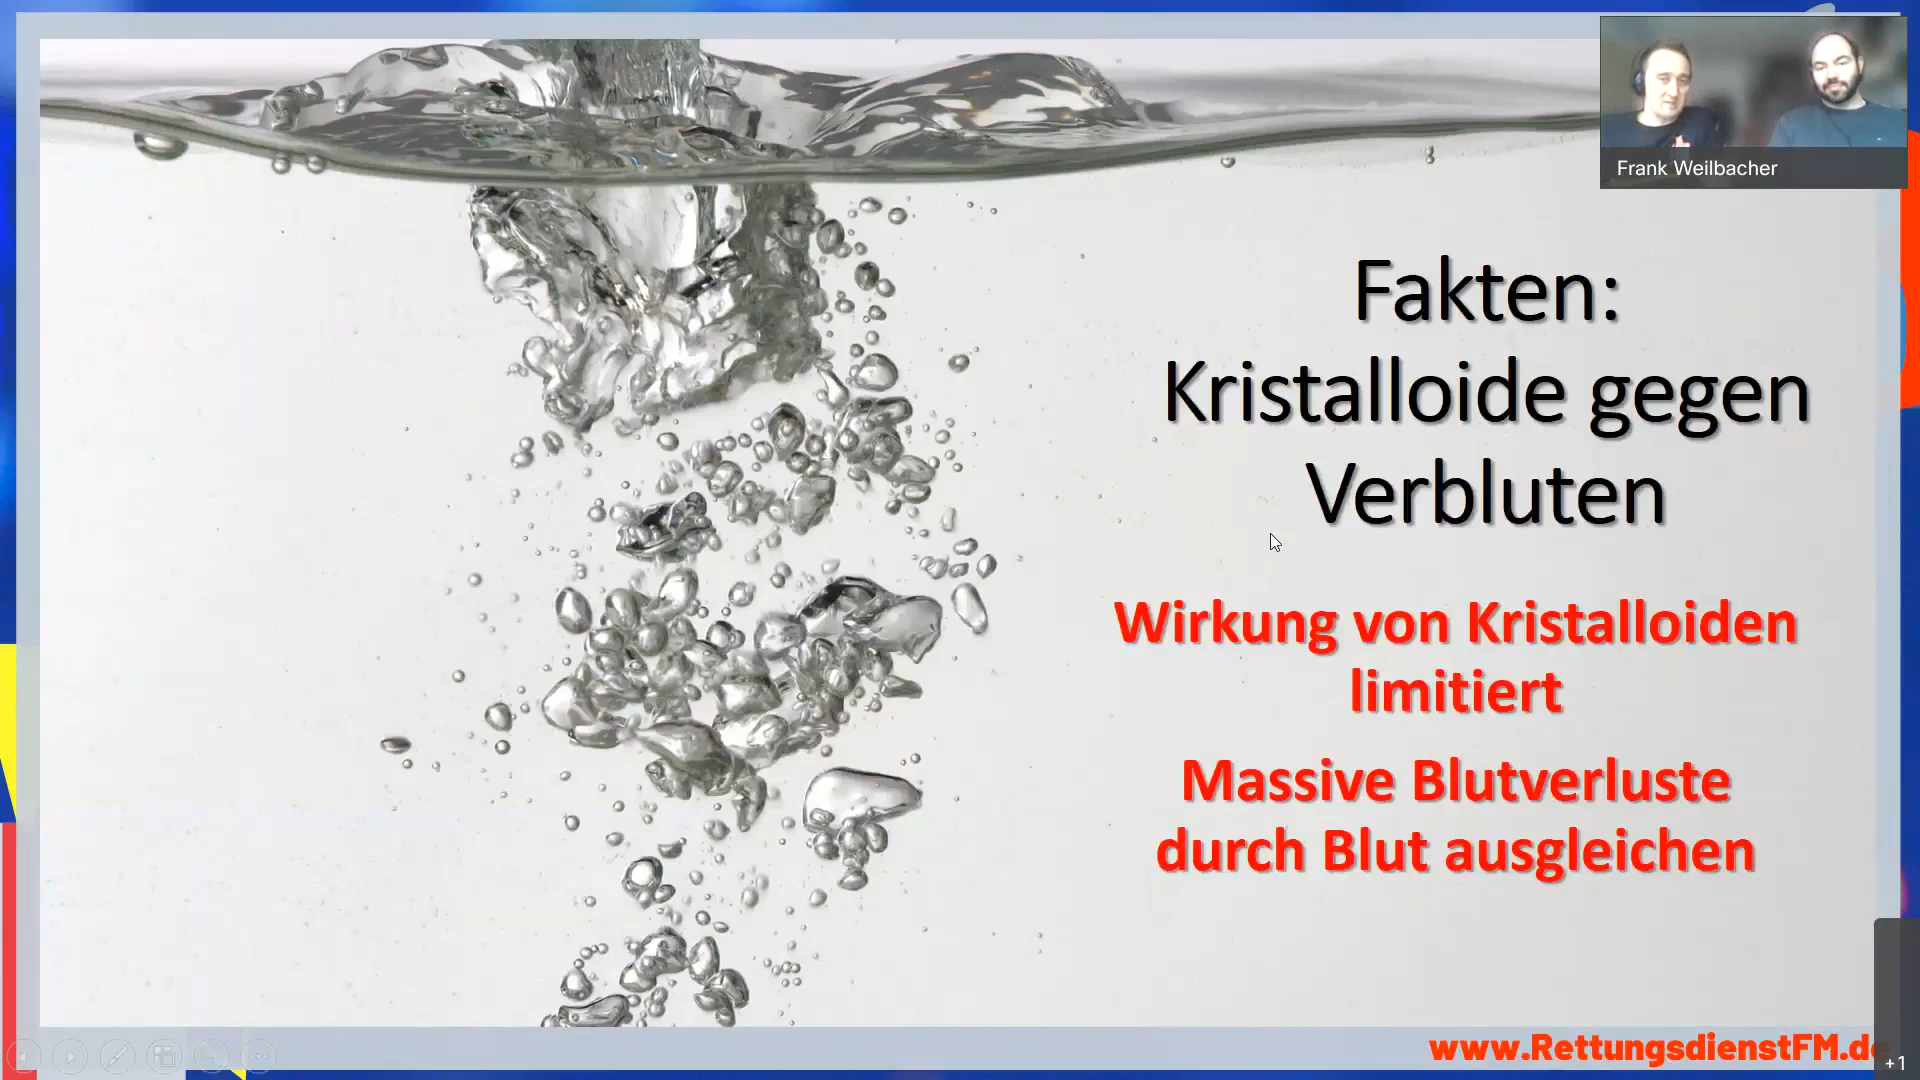 Frank Weilbacher
Fakten:
Kristalloide gegen
Verbluten
Wirkung von Kristalloiden
limitiert
Massive Blutverluste
durch Blut ausgleichen
www.RettungsdienstFM.de
+1